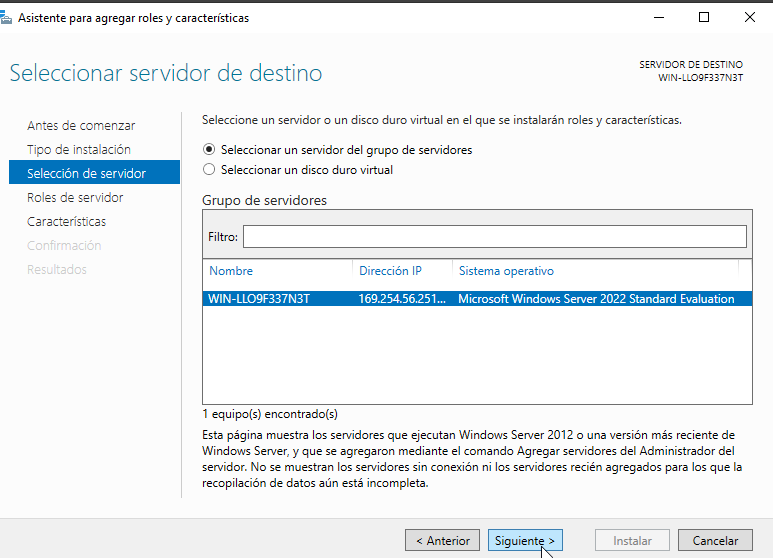 Asistente para agregar roles y características
Seleccionar servidor de destino
SERVIDOR DE DESTINO
WIN-LLO9F337N3T
Antes de comenzar
Tipo de instalación
Selección de servidor
Roles de servidor
Características
Confirmación
Resultados
Seleccione un servidor o un disco duro virtual en el que se instalarán roles y características.
Seleccionar un servidor del grupo de servidores
Seleccionar un disco duro virtual
Grupo de servidores
Filtro:
Nombre Dirección IP Sistema operativo
WIN-LLO9F337N3T 169.254.56.251... Microsoft Windows Server 2022 Standard Evaluation
1 equipo(s) encontrado(s)
Esta página muestra los servidores que ejecutan Windows Server 2012 o una versión más reciente de
Windows Server, y que se agregaron mediante el comando Agregar servidores del Administrador del
servidor. No se muestran los servidores sin conexión ni los servidores recién agregados para los que la
recopilación de datos aún está incompleta.
< Anterior Siguiente > Instalar Cancelar